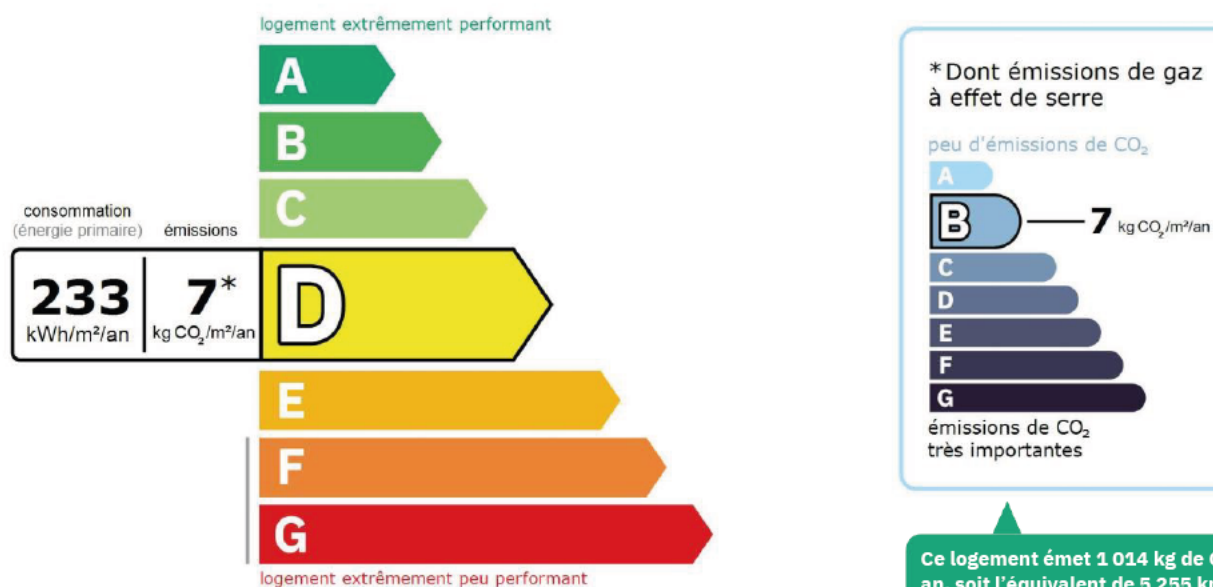 logement extrêmement performant
A
B
C
consommation
(énergie primaire) émissions
233 7*
kWh/m²/an kg CO₂/m²/an
D
E
F
G
logement extrêmement peu performant
*Dont émissions de gaz
à effet de serre
peu d'émissions de CO₂
A
B 7 kg CO₂/m²/an
C
D
E
F
G
émissions de CO₂
très importantes
Ce logement émet 1 014 kg de
an, soit l'équivalent de 5 255